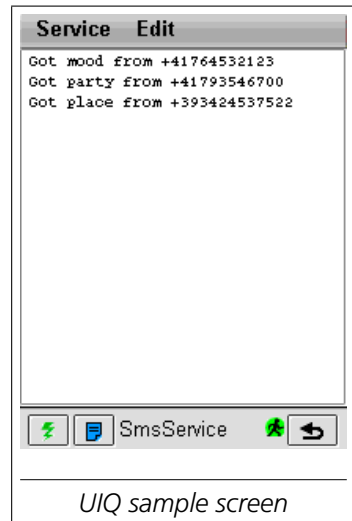 Service Edit
Got mood from +41764532123
Got party from +41793546700
Got place from +393424537522
SmsService
UIQ sample screen